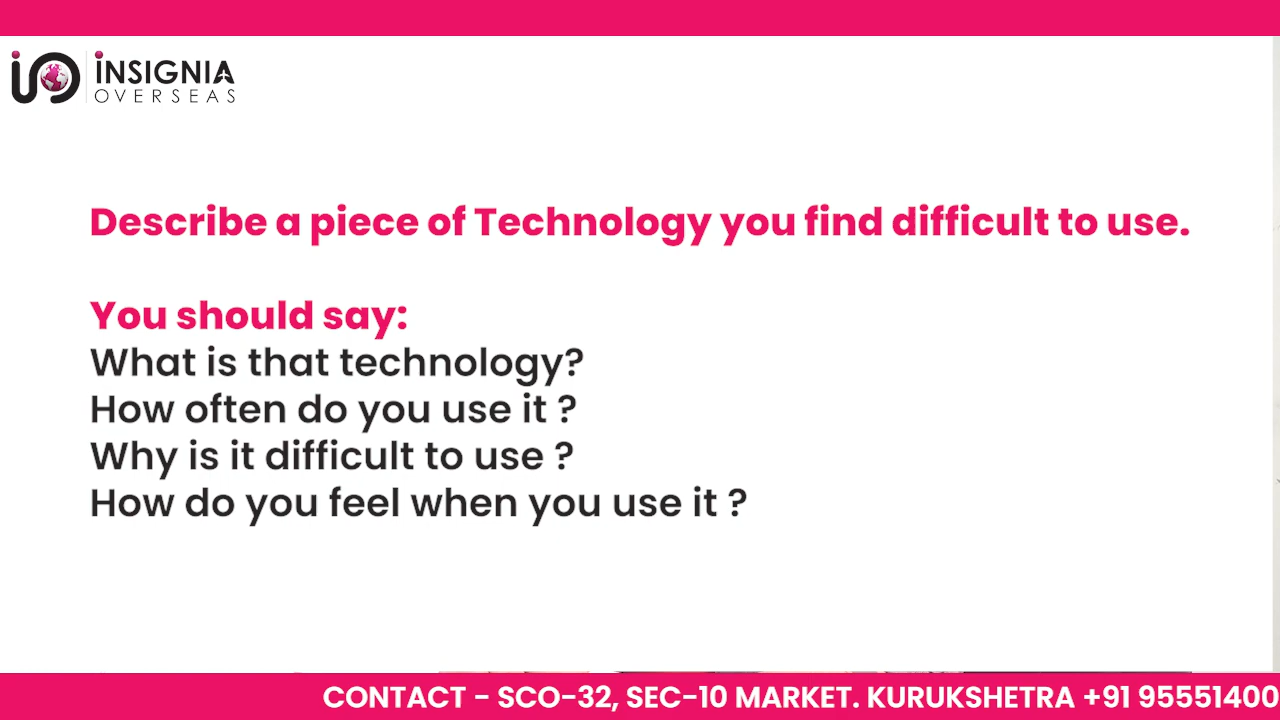 INSIGNIA
OVERSEAS
Describe a piece of Technology you find difficult to use.
You should say:
What is that technology?
How often do you use it ?
Why is it difficult to use ?
How do you feel when you use it ?
CONTACT - SCO-32, SEC-10 MARKET. KURUKSHETRA +91 95551400